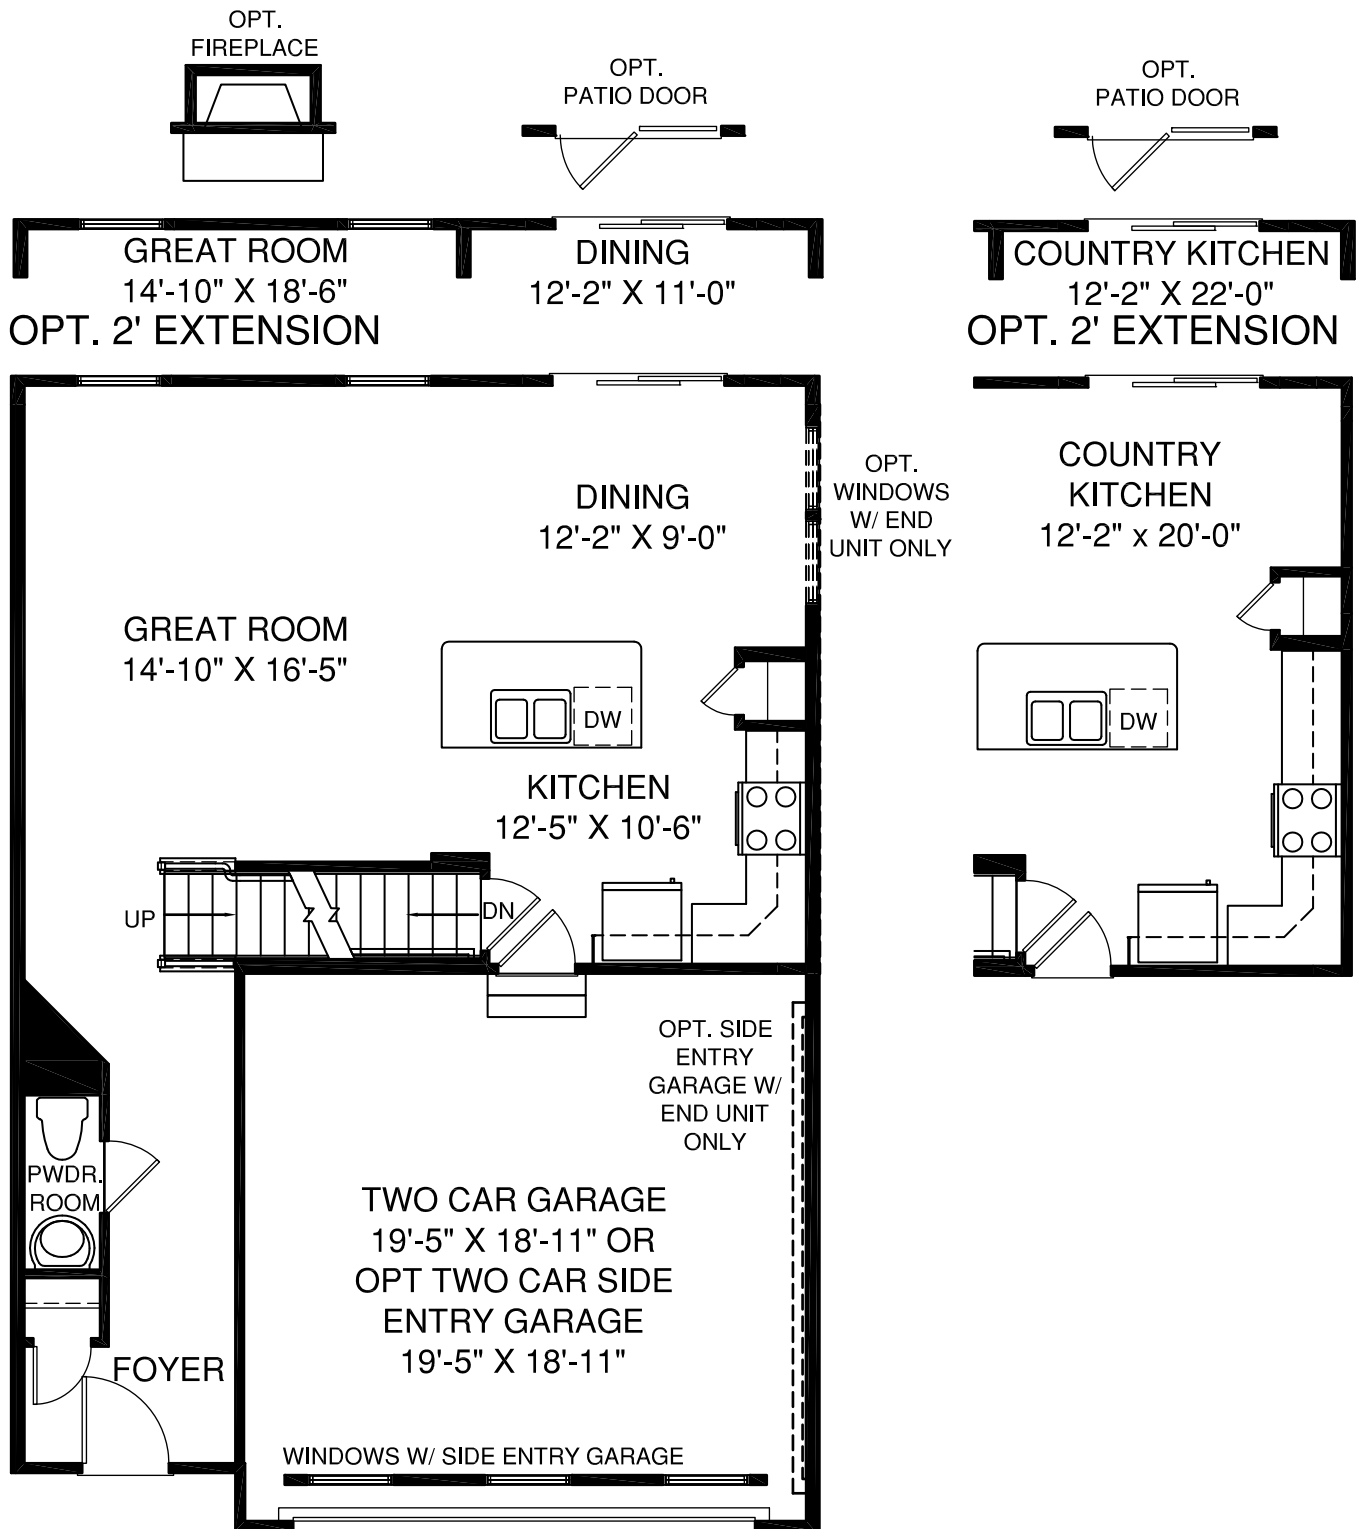 OPT.
FIREPLACE
OPT.
PATIO DOOR
OPT.
PATIO DOOR
GREAT ROOM
14'-10" X 18'-6"
DINING
12'-2" X 11'-0"
COUNTRY KITCHEN
12'-2" X 22'-0"
OPT. 2' EXTENSION
OPT. 2' EXTENSION
DINING
12'-2" X 9'-0"
OPT.
WINDOWS
W/ END
UNIT ONLY
COUNTRY
KITCHEN
12'-2" x 20'-0"
GREAT ROOM
14'-10" X 16'-5"
DW
DW
KITCHEN
12'-5" X 10'-6"
UP
DN
OPT. SIDE
ENTRY
GARAGE W/
END UNIT
ONLY
PWDR.
ROOM
TWO CAR GARAGE
19'-5" X 18'-11" OR
OPT TWO CAR SIDE
ENTRY GARAGE
19'-5" X 18'-11"
FOYER
WINDOWS W/ SIDE ENTRY GARAGE